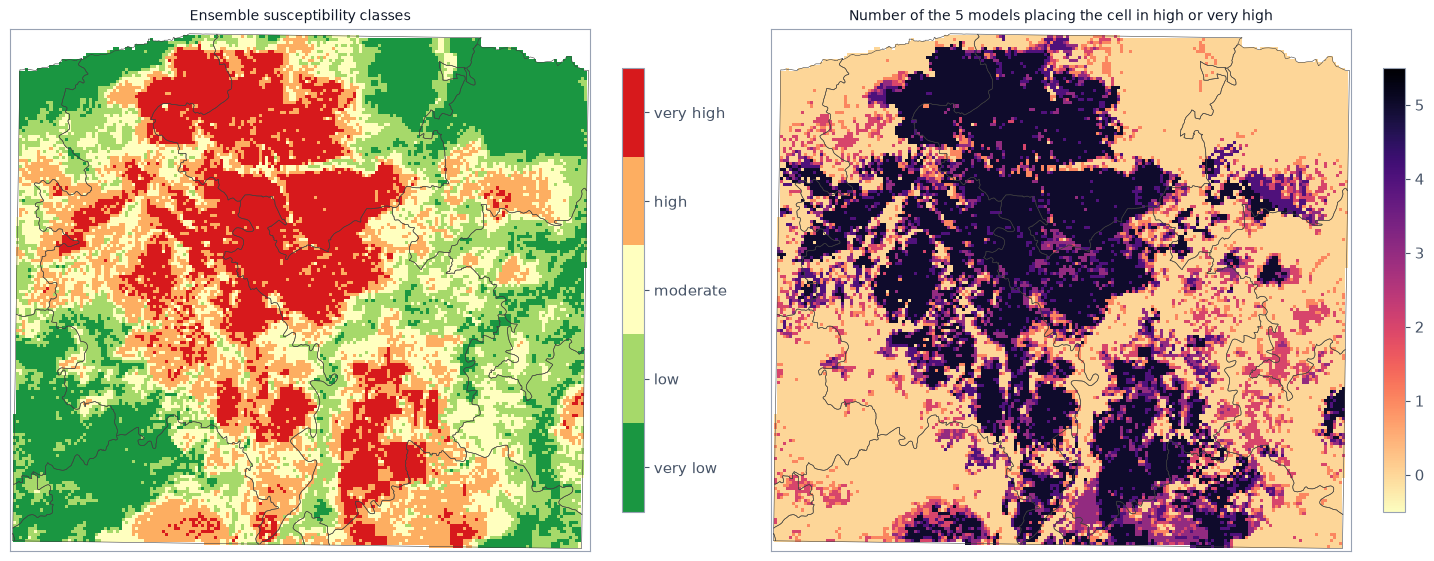 Ensemble susceptibility classes
very high
high
moderate
low
very low
Number of the 5 models placing the cell in high or very high
5
4
3
2
1
0